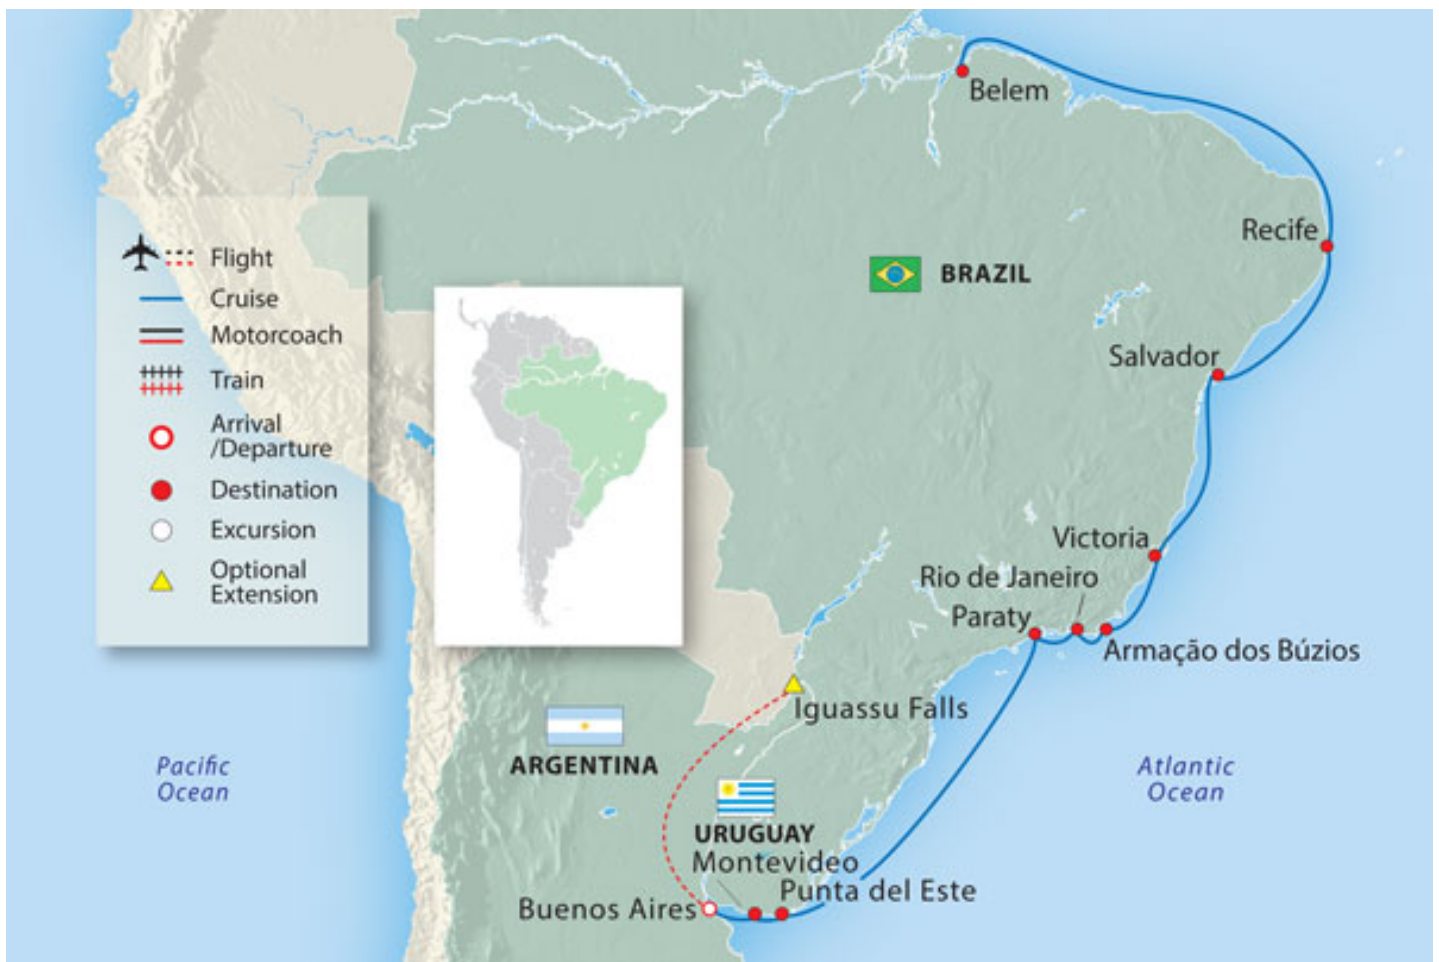 Belem
Recife
BRAZIL
Salvador
Victoria
Rio de Janeiro
Paraty
Armação dos Búzios
Iguassu Falls
ARGENTINA
URUGUAY
Montevideo
Punta del Este
Buenos Aires
Pacific
Ocean
Atlantic
Ocean
Flight
Cruise
Motorcoach
Train
Arrival
/Departure
Destination
Excursion
Optional
Extension